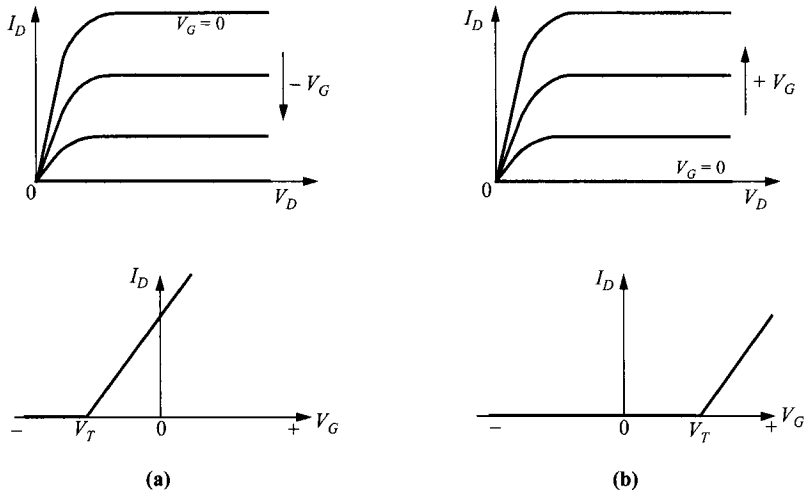 I_D
V_G = 0
− V_G
0
V_D
I_D
+ V_G
V_G = 0
0
V_D
I_D
−
V_T
0
+
V_G
I_D
−
0
V_T
+
V_G
(a)
(b)